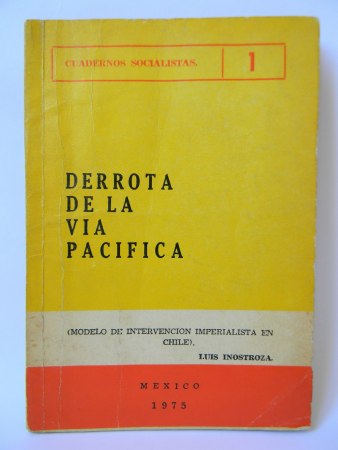 CUADERNOS SOCIALISTAS. 1
DERROTA
DE LA
VIA
PACIFICA
(MODELO DE INTERVENCION IMPERIALISTA EN
CHILE).
LUIS INOSTROZA.
MEXICO
1975